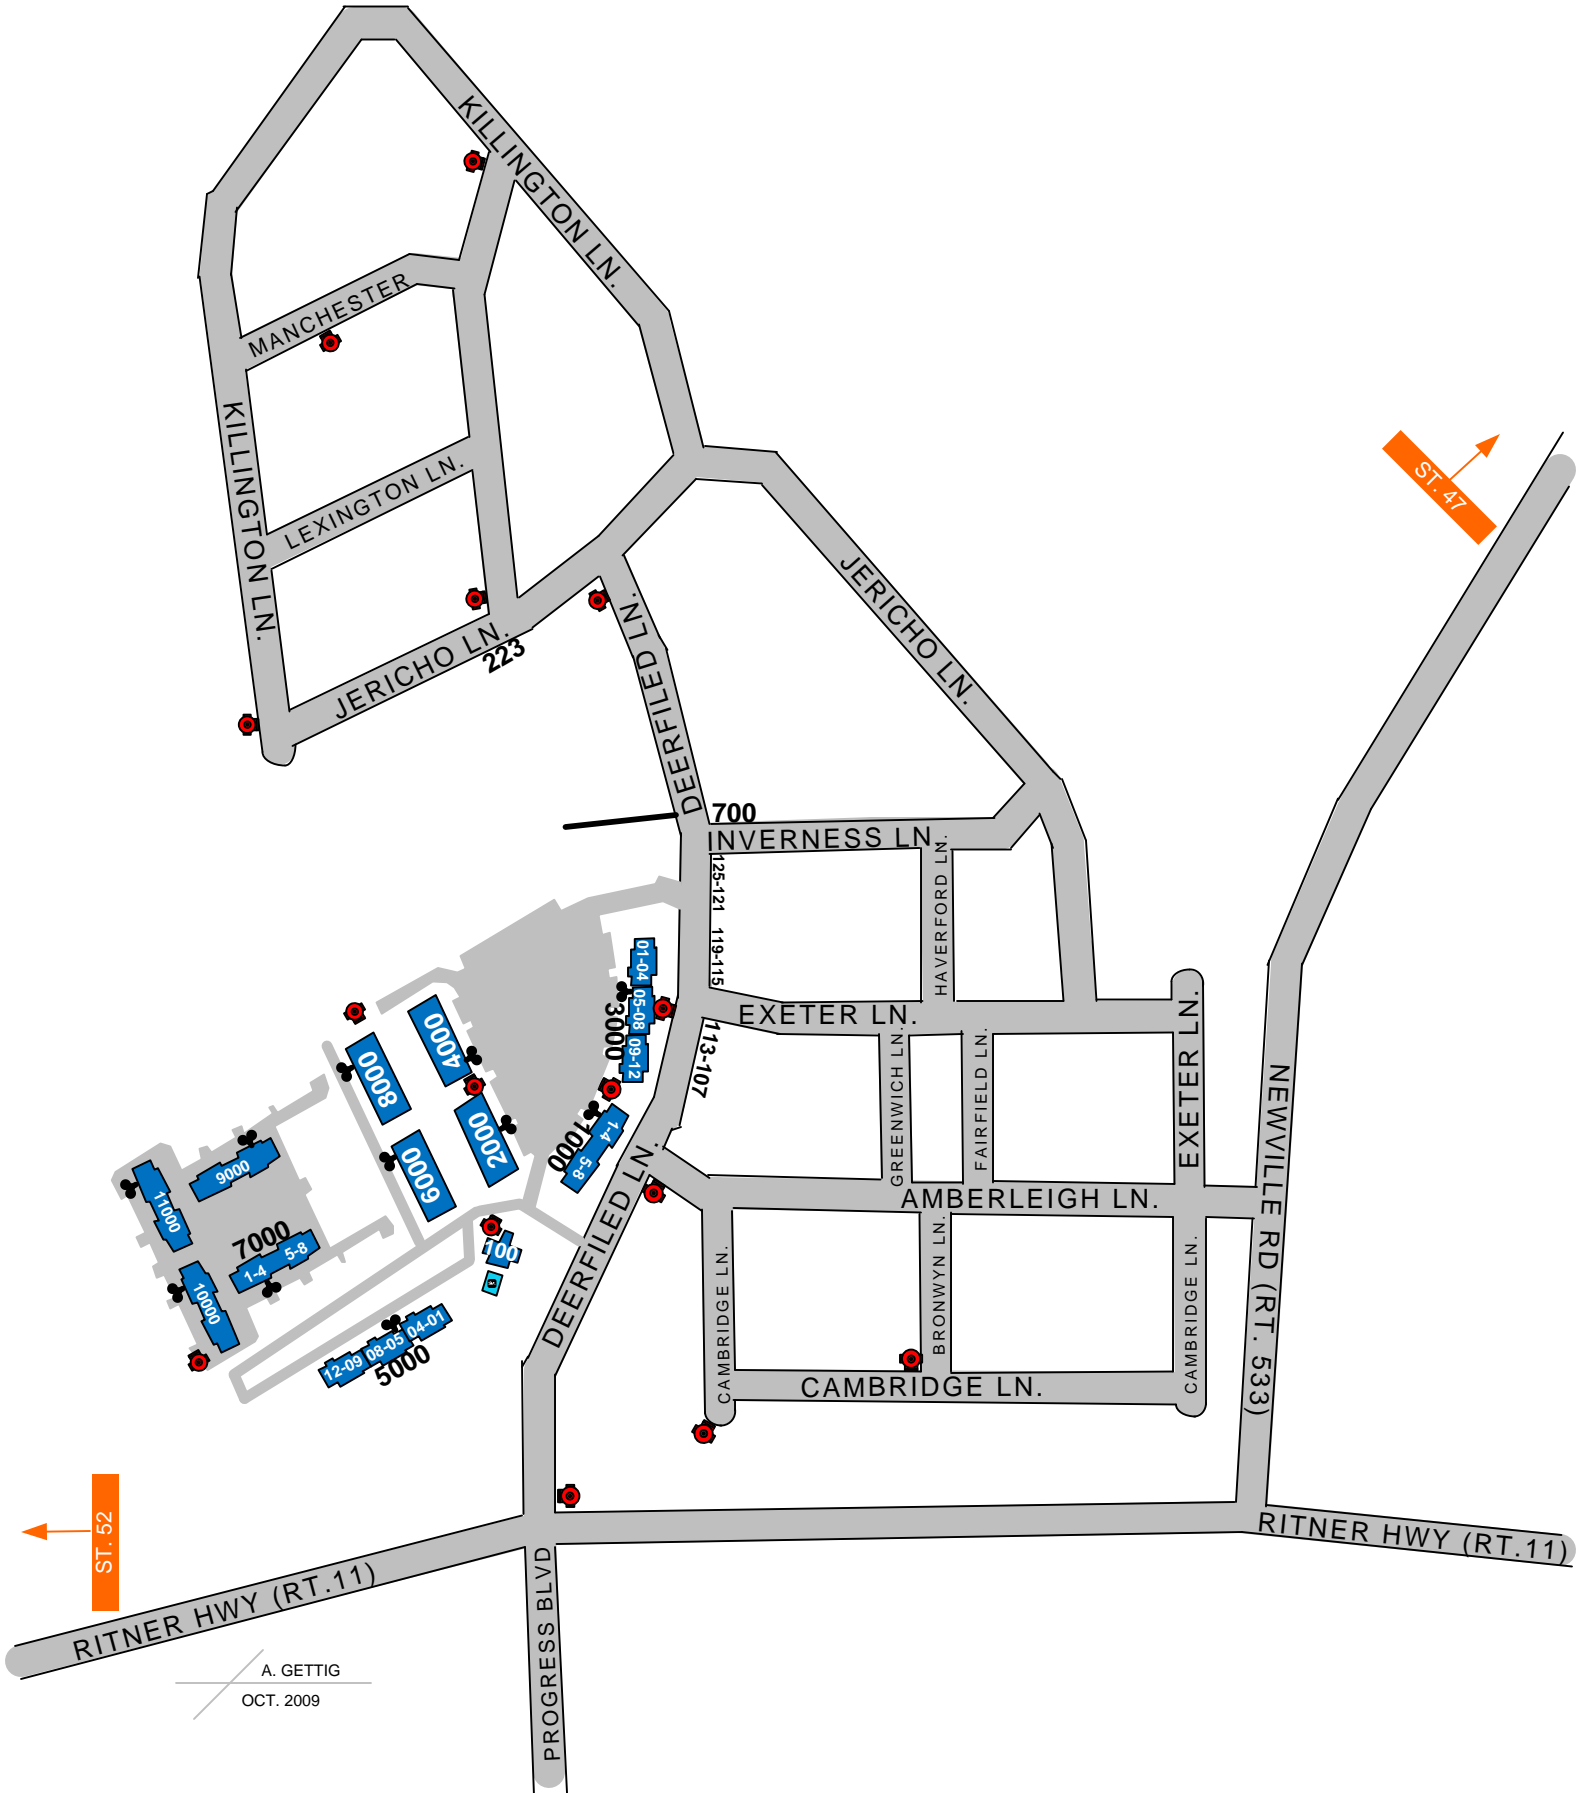 KILLINGTON LN.
MANCHESTER
KILLINGTON LN.
LEXINGTON LN.
ST. 47
JERICHO LN.
JERICHO LN.
223
DEERFILED LN.
DEERFILED LN.
700
INVERNESS LN.
125-121
HAVERFORD LN.
119-115
01-04
05-08
09-12
3000
EXETER LN.
EXETER LN.
113-107
GREENWICH LN.
FAIRFIELD LN.
4000
8000
2000
6000
1000
1-4
5-8
9000
11000
7000
1-4
5-8
10000
100
E
12-09
08-05
04-01
5000
DEERFILED LN.
AMBERLEIGH LN.
CAMBRIDGE LN.
BRONWYN LN.
CAMBRIDGE LN.
CAMBRIDGE LN.
NEWVILLE RD (RT. 533)
ST. 52
RITNER HWY (RT.11)
RITNER HWY (RT.11)
PROGRESS BLVD
A. GETTIG
OCT. 2009